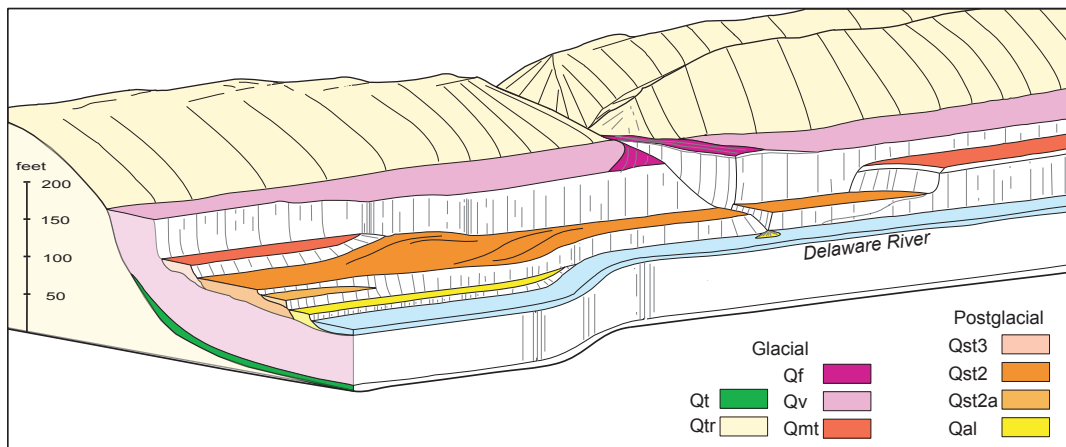 feet
200
150
100
50
Delaware River
Postglacial
Glacial
Qst3
Qf
Qst2
Qt
Qv
Qst2a
Qtr
Qmt
Qal